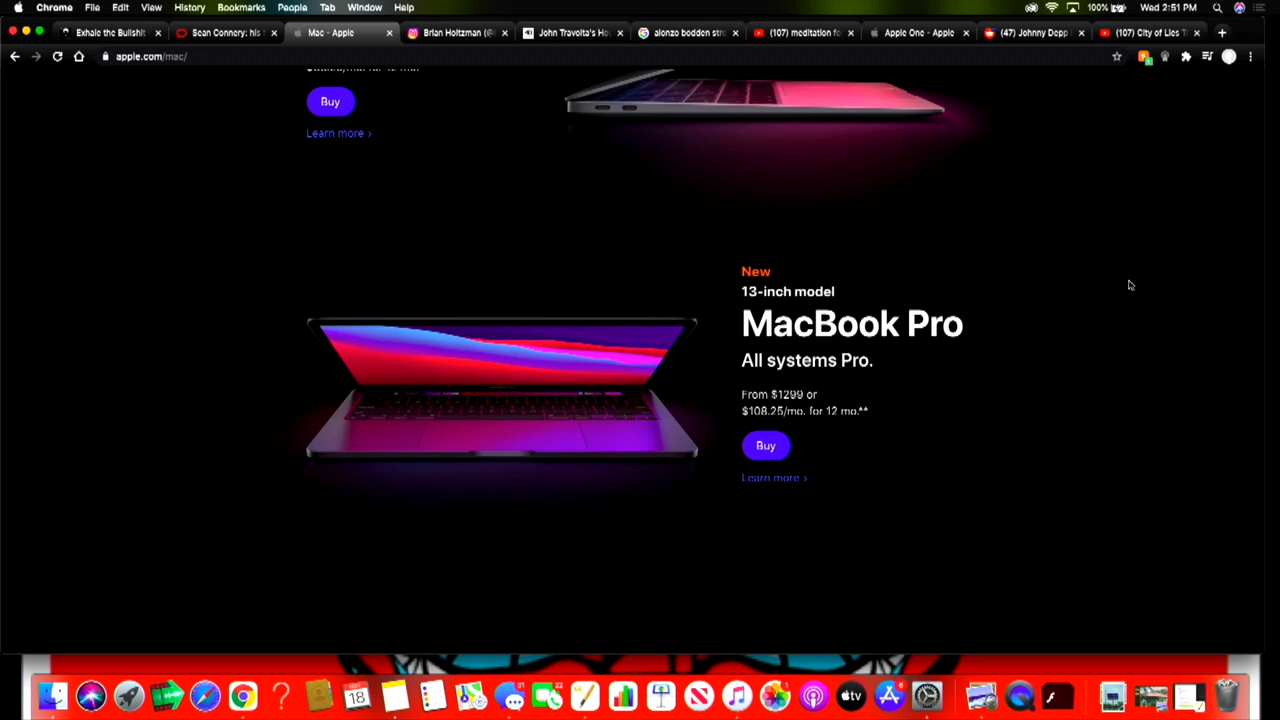 Chrome File Edit View History Bookmarks People Tab Window Help 100% Wed 2:51 PM
Exhale the Bullshit Sean Connery: his Mac - Apple Brian Holtzman (@ John Travolta's Ho alonzo bodden str (107) meditation fo Apple One - Apple (47) Johnny Depp (107) City of Lies T
apple.com/mac/
Buy
Learn more ›
New
13-inch model
MacBook Pro
All systems Pro.
From $1299 or
$108.25/mo. for 12 mo.**
Buy
Learn more ›
18
tv